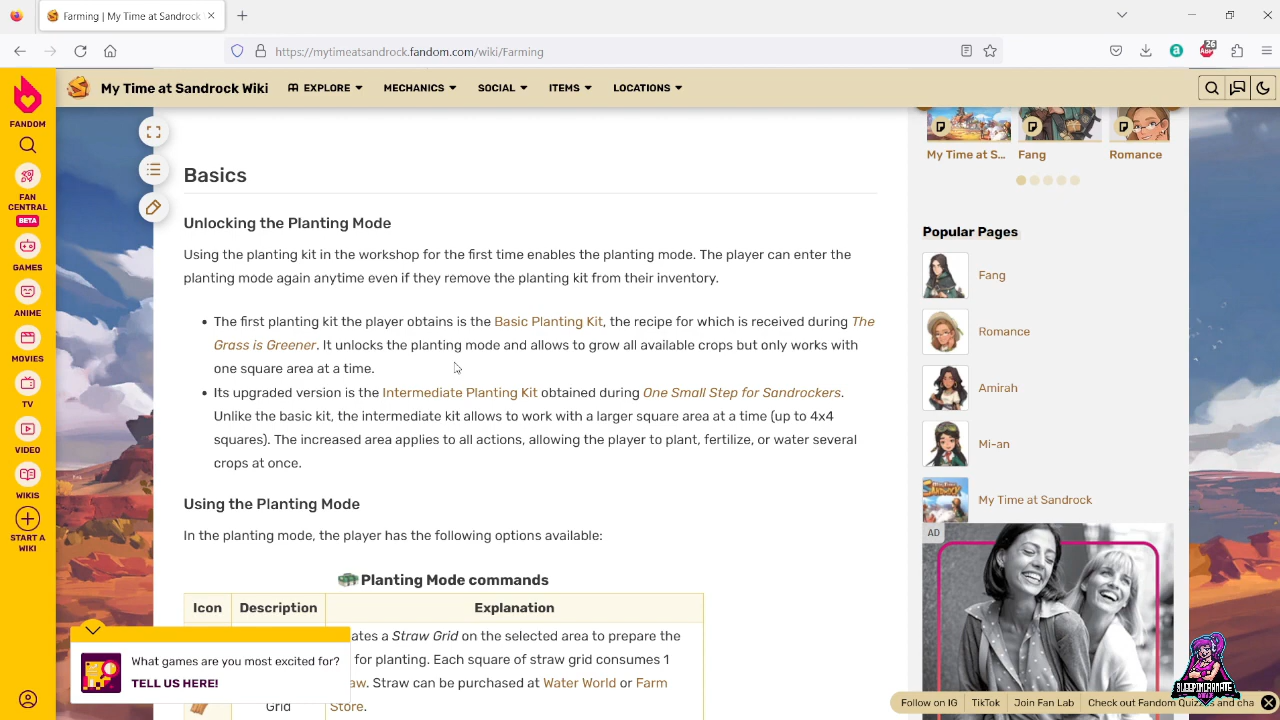 Farming | My Time at Sandrock
https://mytimeatsandrock.fandom.com/wiki/Farming
26
ABP
a
My Time at Sandrock Wiki
EXPLORE
MECHANICS
SOCIAL
ITEMS
LOCATIONS
FANDOM
FAN
CENTRAL
BETA
GAMES
ANIME
MOVIES
TV
VIDEO
WIKIS
START A
WIKI
Basics
Unlocking the Planting Mode
Using the planting kit in the workshop for the first time enables the planting mode. The player can enter the
planting mode again anytime even if they remove the planting kit from their inventory.
The first planting kit the player obtains is the Basic Planting Kit, the recipe for which is received during The
Grass is Greener. It unlocks the planting mode and allows to grow all available crops but only works with
one square area at a time.
Its upgraded version is the Intermediate Planting Kit obtained during One Small Step for Sandrockers.
Unlike the basic kit, the intermediate kit allows to work with a larger square area at a time (up to 4x4
squares). The increased area applies to all actions, allowing the player to plant, fertilize, or water several
crops at once.
Using the Planting Mode
In the planting mode, the player has the following options available:
Planting Mode commands
Icon Description Explanation
ates a Straw Grid on the selected area to prepare the
for planting. Each square of straw grid consumes 1
aw. Straw can be purchased at Water World or Farm
Grid Store.
What games are you most excited for?
TELL US HERE!
My Time at S...
Fang
Romance
Popular Pages
Fang
Romance
Amirah
Mi-an
My Time at Sandrock
AD
SANDROCK
Follow on IG
TikTok
Join Fan Lab
Check out Fandom Quizzes and cha